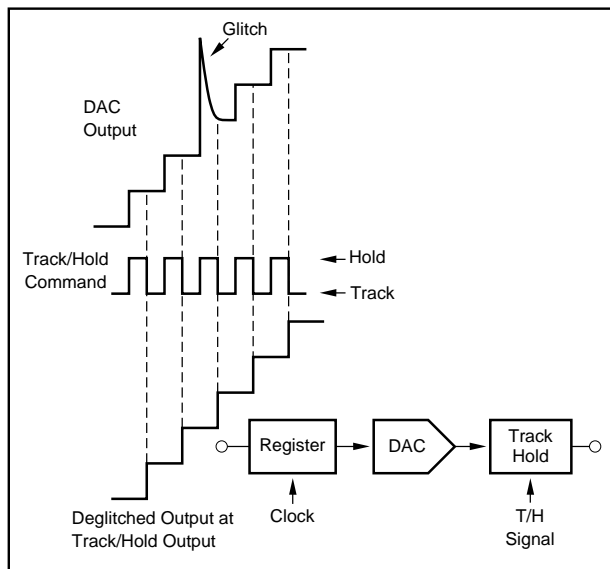 Glitch
DAC
Output
Track/Hold
Command
Hold
Track
Register
DAC
Track
Hold
Clock
T/H
Signal
Deglitched Output at
Track/Hold Output